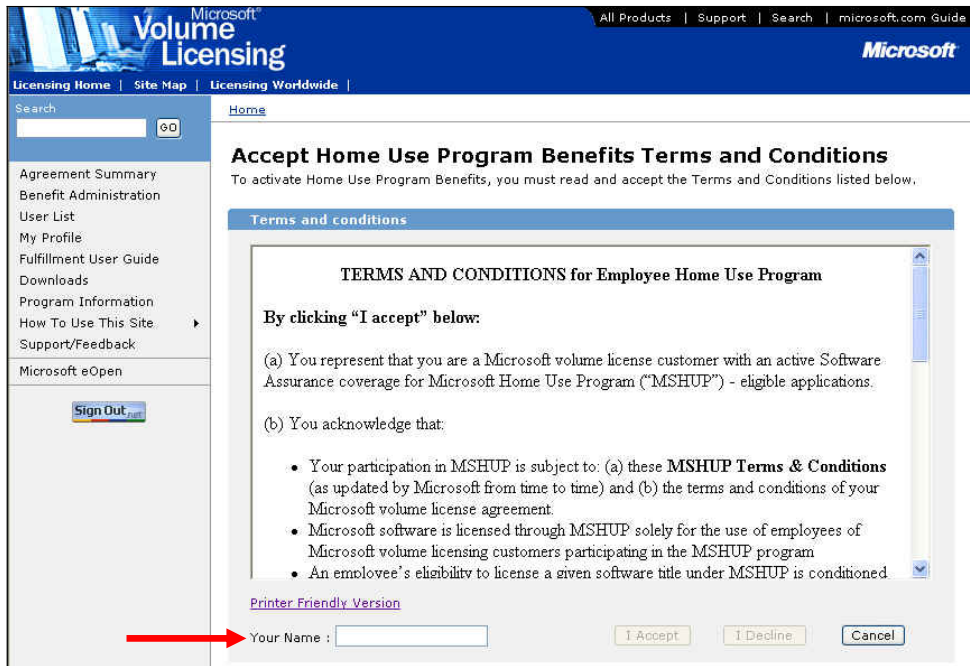 Microsoft®
Volume
Licensing
All Products | Support | Search | microsoft.com Guide
Microsoft
Licensing Home | Site Map | Licensing Worldwide |
Search
GO
Agreement Summary
Benefit Administration
User List
My Profile
Fulfillment User Guide
Downloads
Program Information
How To Use This Site
Support/Feedback
Microsoft eOpen
Sign Out.net
Home
Accept Home Use Program Benefits Terms and Conditions
To activate Home Use Program Benefits, you must read and accept the Terms and Conditions listed below.
Terms and conditions
TERMS AND CONDITIONS for Employee Home Use Program
By clicking “I accept” below:
(a) You represent that you are a Microsoft volume license customer with an active Software
Assurance coverage for Microsoft Home Use Program (“MSHUP”) - eligible applications.
(b) You acknowledge that:
• Your participation in MSHUP is subject to: (a) these MSHUP Terms & Conditions
(as updated by Microsoft from time to time) and (b) the terms and conditions of your
Microsoft volume license agreement.
• Microsoft software is licensed through MSHUP solely for the use of employees of
Microsoft volume licensing customers participating in the MSHUP program
• An employee’s eligibility to license a given software title under MSHUP is conditioned
Printer Friendly Version
Your Name :
I Accept
I Decline
Cancel